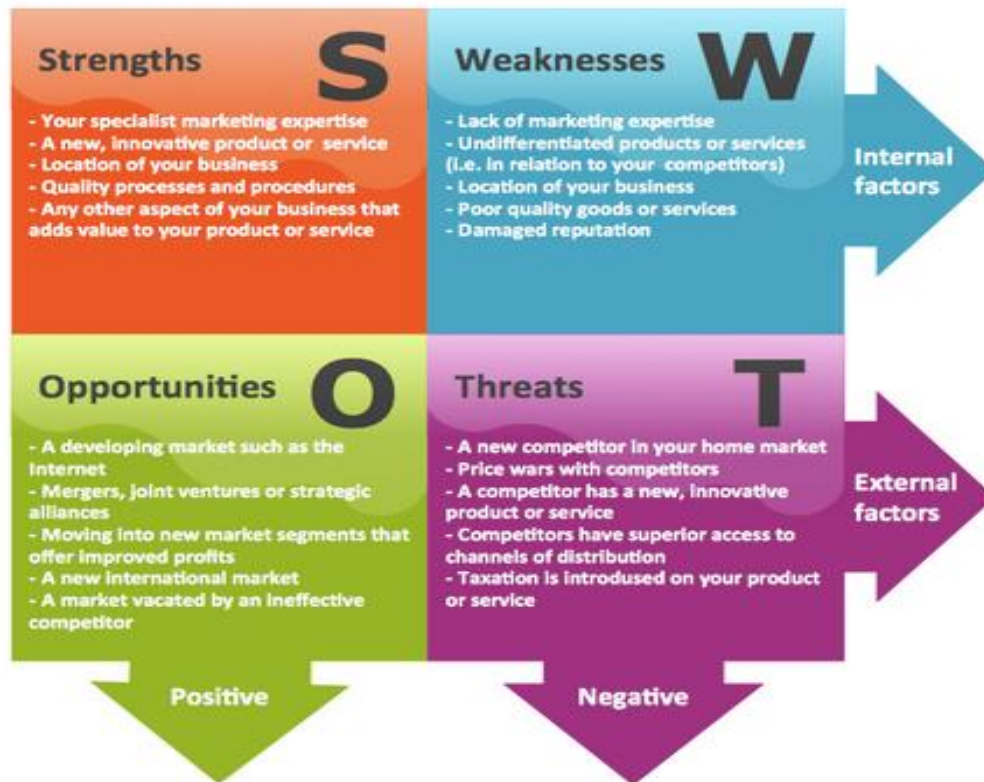 Strengths
S
- Your specialist marketing expertise
- A new, innovative product or service
- Location of your business
- Quality processes and procedures
- Any other aspect of your business that
adds value to your product or service
Weaknesses
W
- Lack of marketing expertise
- Undifferentiated products or services
(i.e. in relation to your competitors)
- Location of your business
- Poor quality goods or services
- Damaged reputation
Internal
factors
Opportunities
O
- A developing market such as the
Internet
- Mergers, joint ventures or strategic
alliances
- Moving into new market segments that
offer improved profits
- A new international market
- A market vacated by an ineffective
competitor
Threats
T
- A new competitor in your home market
- Price wars with competitors
- A competitor has a new, innovative
product or service
- Competitors have superior access to
channels of distribution
- Taxation is introdused on your product
or service
External
factors
Positive
Negative